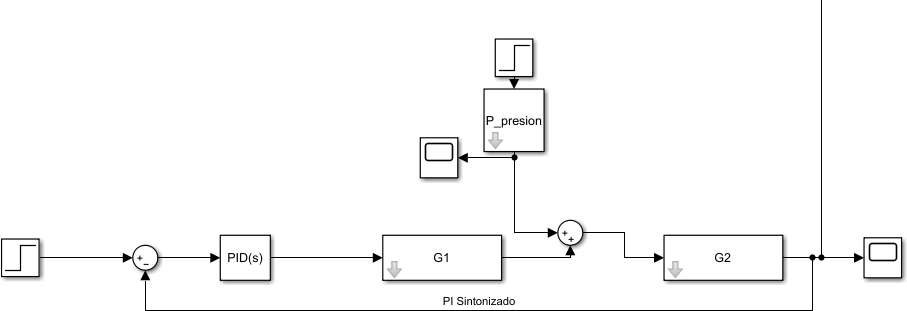 P_presion
PID(s)
G1
G2
PI Sintonizado